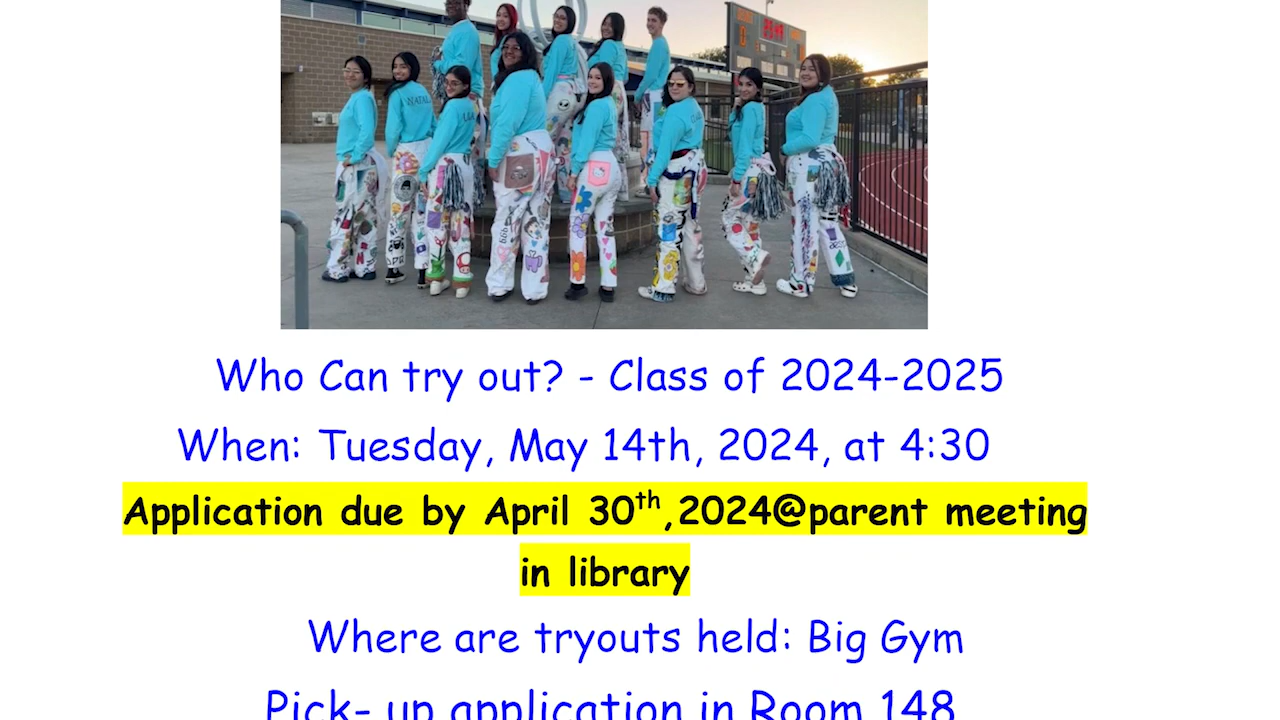 NATAL
LIA
Who Can try out? - Class of 2024-2025
When: Tuesday, May 14th, 2024, at 4:30
Application due by April 30th,2024@parent meeting
in library
Where are tryouts held: Big Gym
Pick- up application in Room 148